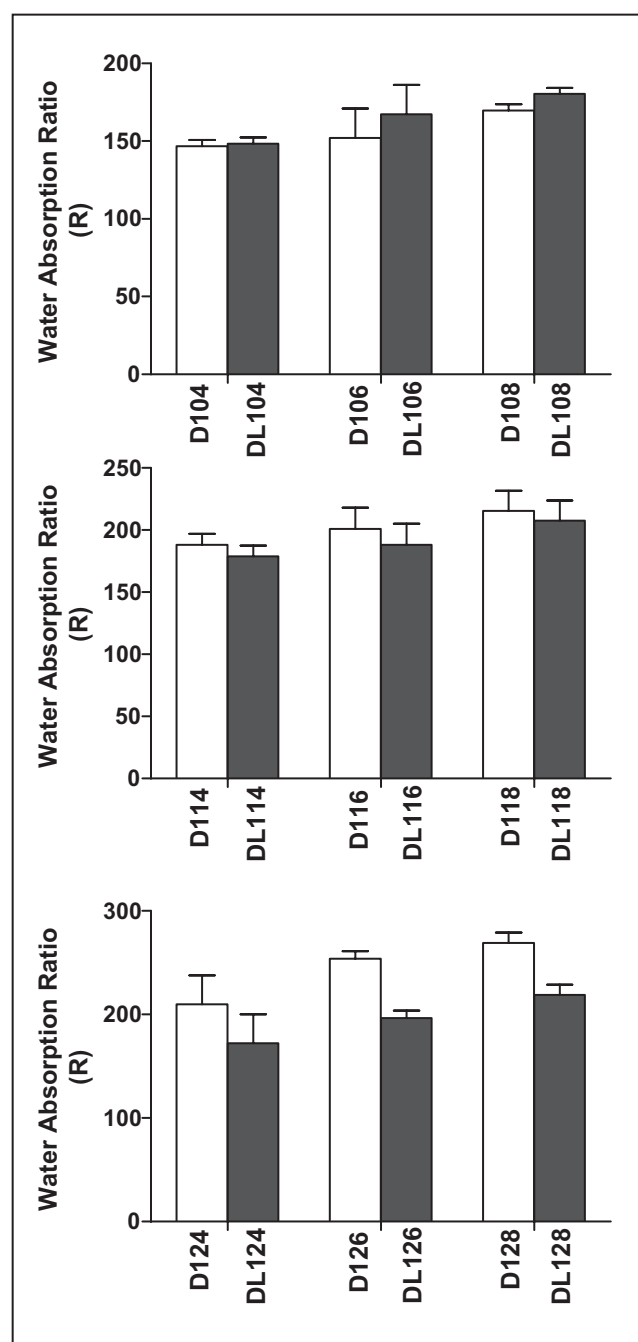 Water Absorption Ratio
(R)
200
150
100
50
0
D104
DL104
D106
DL106
D108
DL108
Water Absorption Ratio
(R)
250
200
150
100
50
0
D114
DL114
D116
DL116
D118
DL118
Water Absorption Ratio
(R)
300
200
100
0
D124
DL124
D126
DL126
D128
DL128